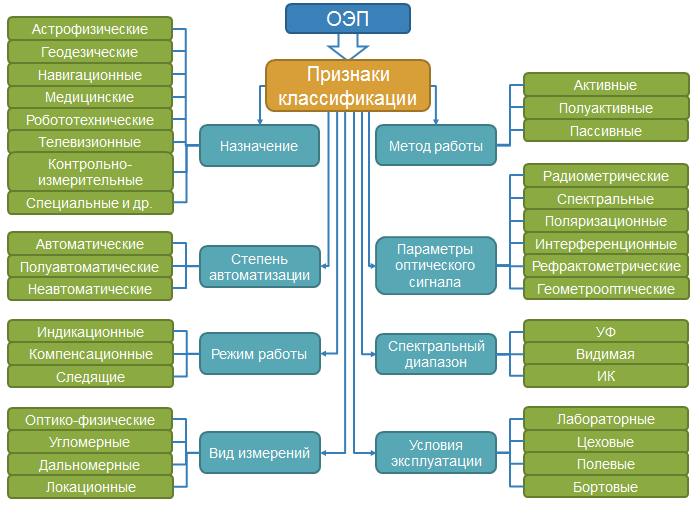 ОЭП
Признаки
классификации
Астрофизические
Геодезические
Навигационные
Медицинские
Робототехнические
Телевизионные
Контрольно-
измерительные
Специальные и др.
Назначение
Автоматические
Полуавтоматические
Неавтоматические
Степень
автоматизации
Индикационные
Компенсационные
Следящие
Режим работы
Оптико-физические
Угломерные
Дальномерные
Локационные
Вид измерений
Метод работы
Активные
Полуактивные
Пассивные
Параметры
оптического
сигнала
Радиометрические
Спектральные
Поляризационные
Интерференционные
Рефрактометрические
Геометрооптические
Спектральный
диапазон
УФ
Видимая
ИК
Условия
эксплуатации
Лабораторные
Цеховые
Полевые
Бортовые